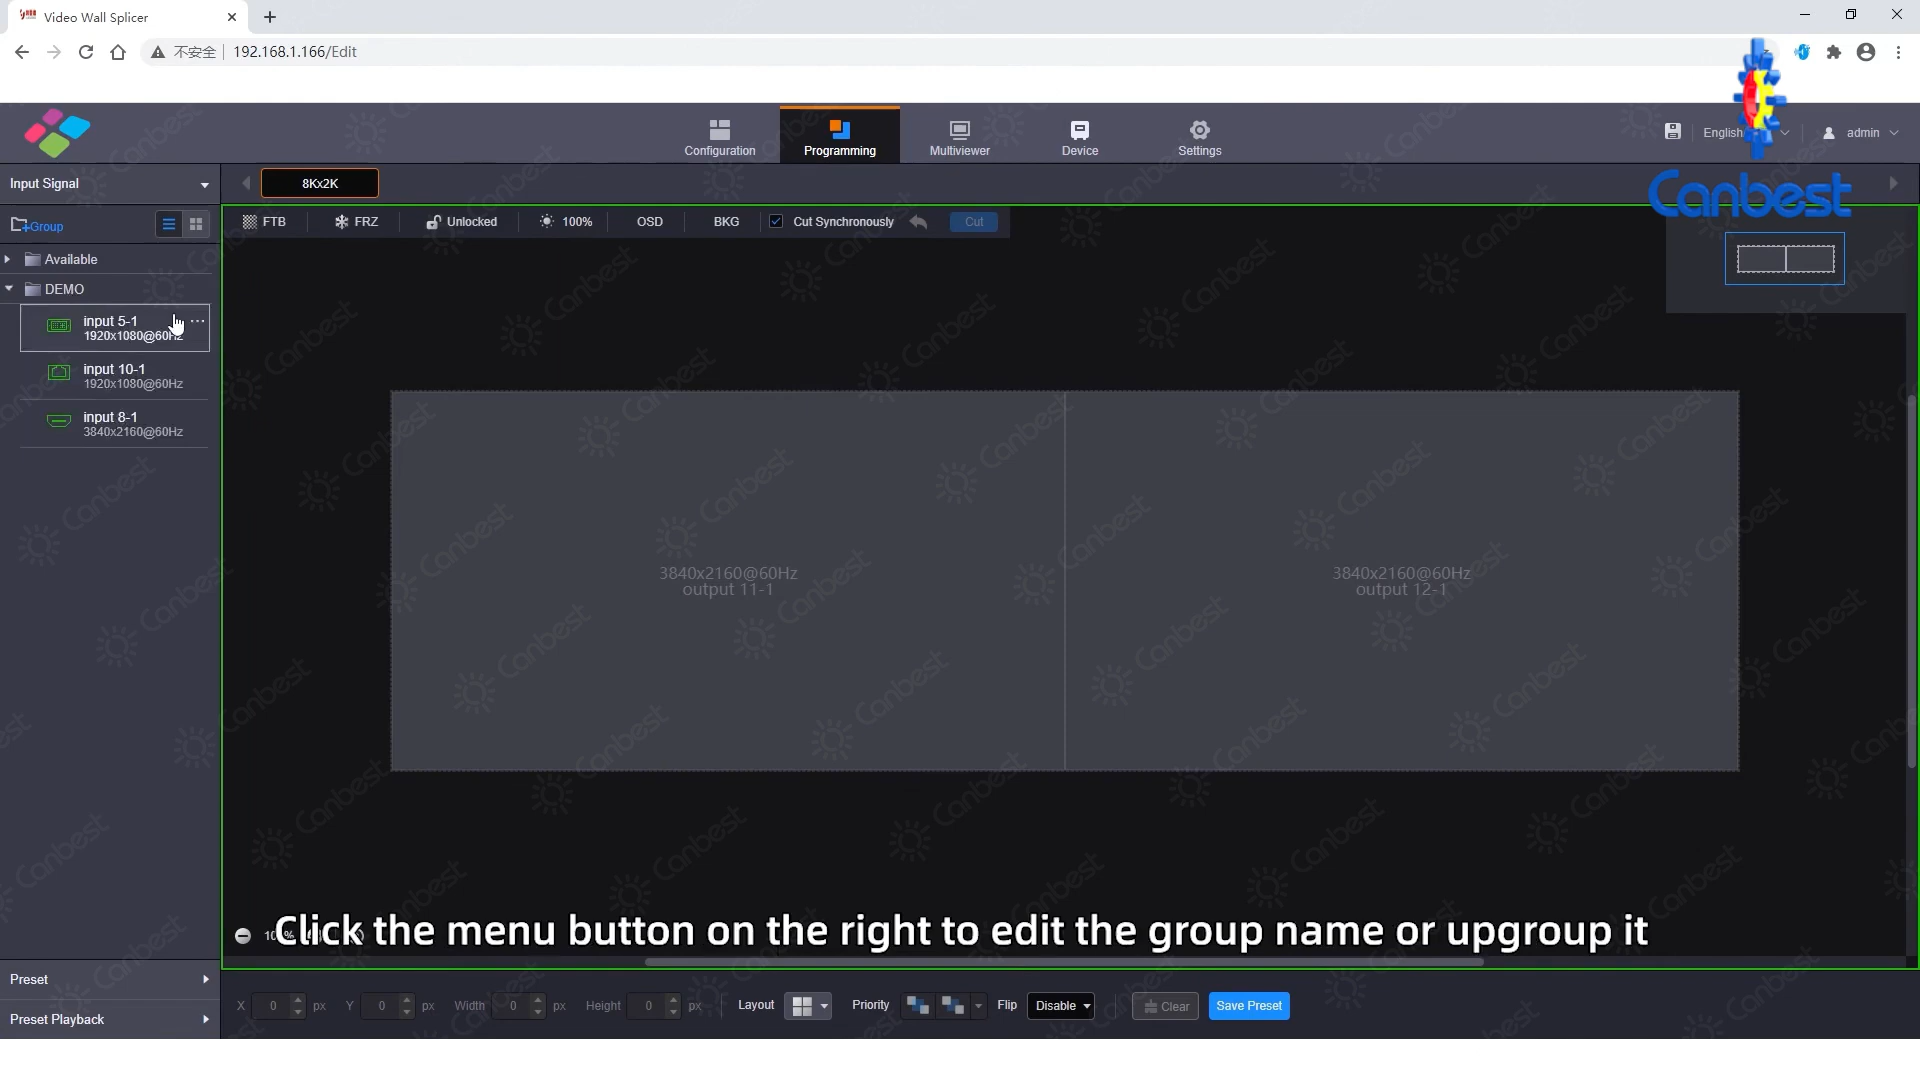 Video Wall Splicer
不安全
192.168.1.166/Edit
Configuration
Programming
Multiviewer
Device
Settings
English
admin
Canbest
Input Signal
8Kx2K
Group
FTB
FRZ
Unlocked
100%
OSD
BKG
Cut Synchronously
Cut
Available
DEMO
input 5-1
1920x1080@60Hz
input 10-1
1920x1080@60Hz
input 8-1
3840x2160@60Hz
3840x2160@60Hz
output 11-1
3840x2160@60Hz
output 12-1
Click the menu button on the right to edit the group name or upgroup it
Preset
Preset Playback
X 0 px Y 0 px Width 0 px Height 0 px Layout Priority Flip Disable Clear Save Preset